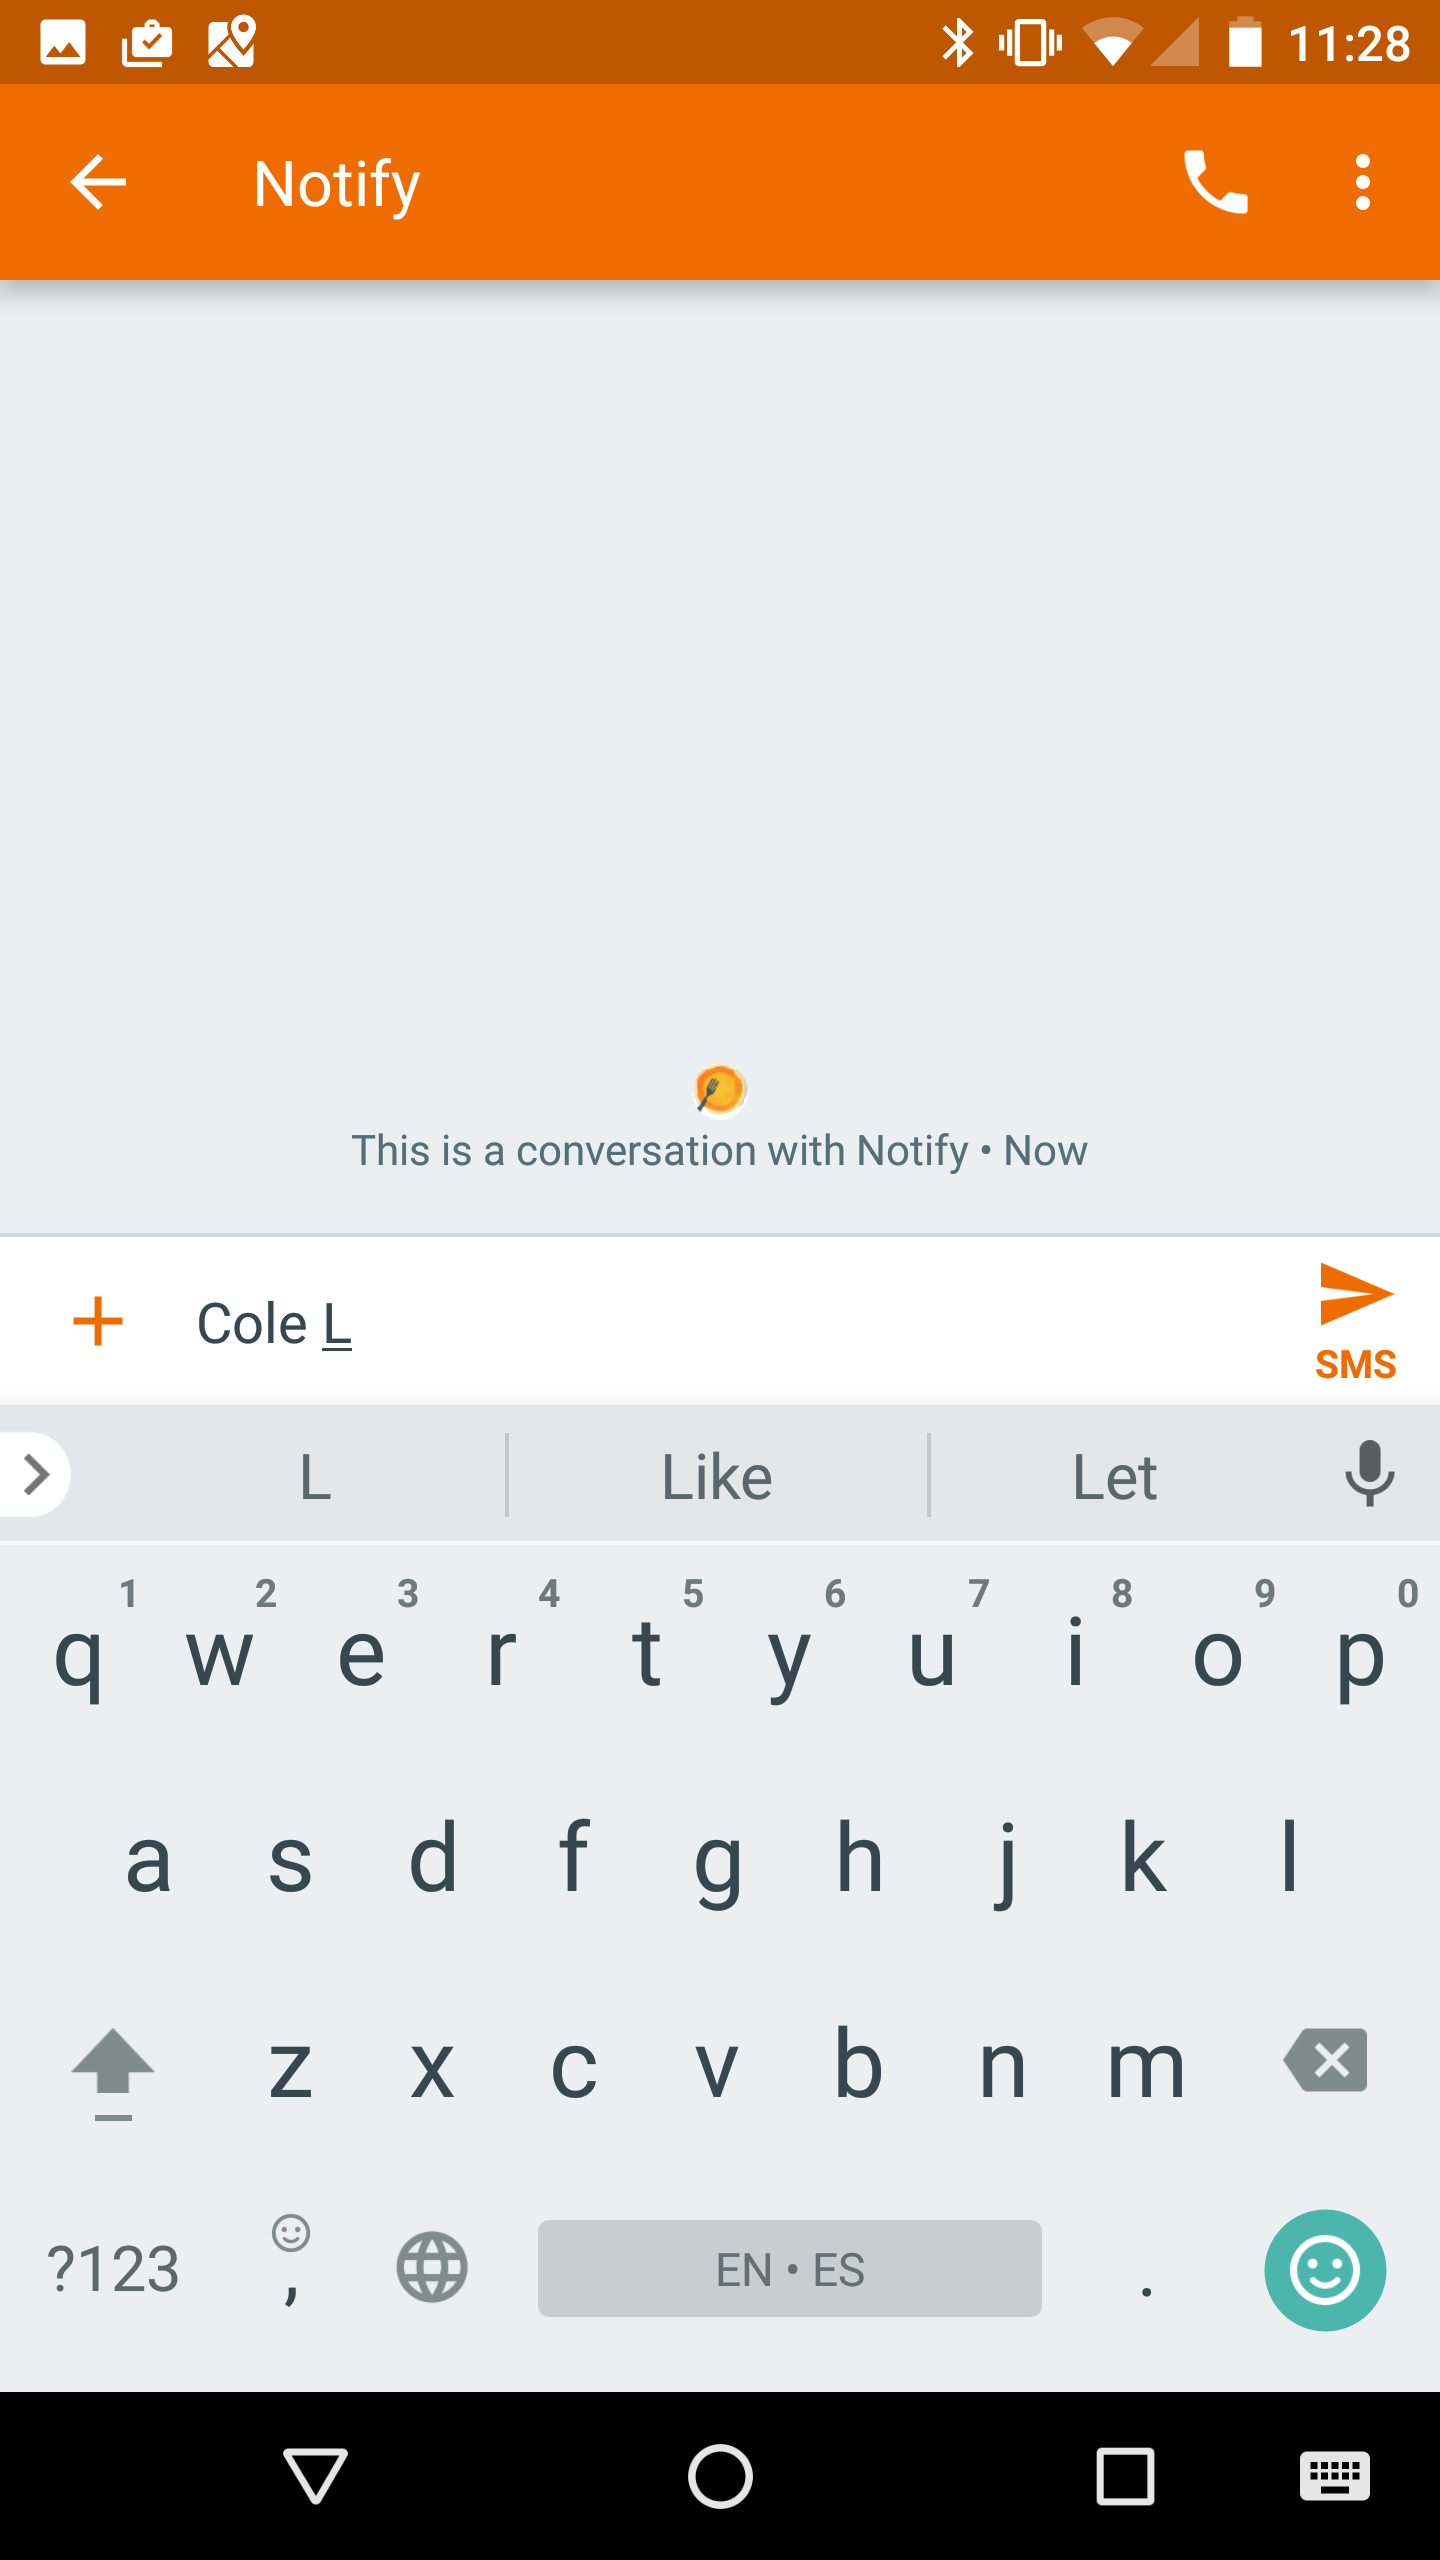 11:28
Notify
This is a conversation with Notify • Now
Cole L
SMS
L Like Let
1 2 3 4 5 6 7 8 9 0
q w e r t y u i o p
a s d f g h j k l
z x c v b n m
?123 , EN • ES .